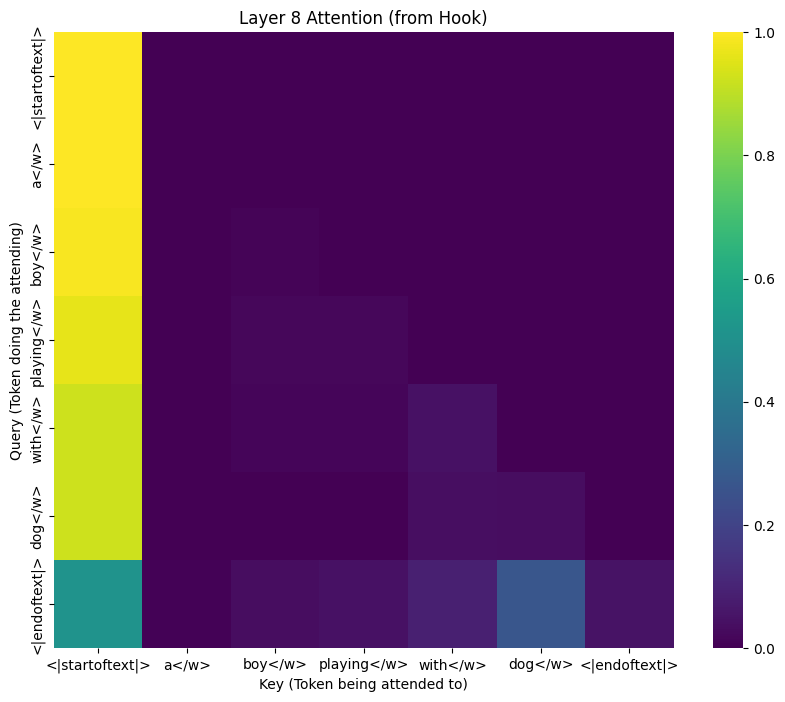 Layer 8 Attention (from Hook)
Query (Token doing the attending)
<|startoftext|>
a</w>
boy</w>
playing</w>
with</w>
dog</w>
<|endoftext|>
1.0
0.8
0.6
0.4
0.2
0.0
<|startoftext|> a</w> boy</w> playing</w> with</w> dog</w> <|endoftext|>
Key (Token being attended to)